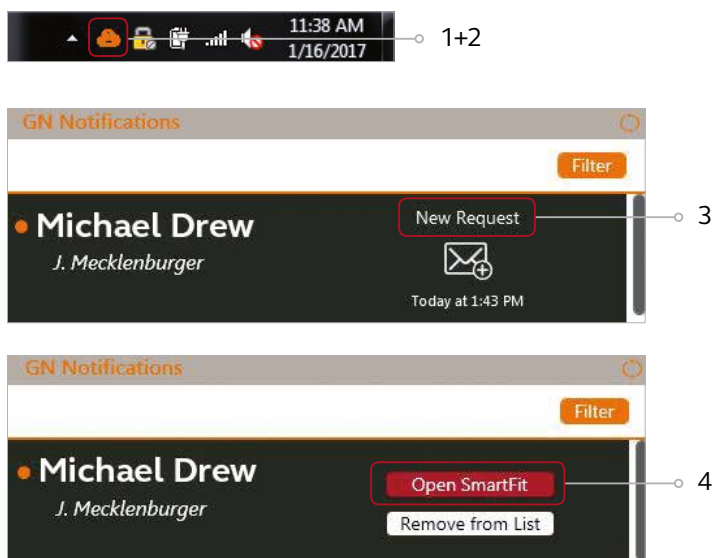 11:38 AM
1/16/2017
1+2
GN Notifications
Filter
Michael Drew
New Request
3
J. Mecklenburger
Today at 1:43 PM
GN Notifications
Filter
Michael Drew
Open SmartFit
4
J. Mecklenburger
Remove from List